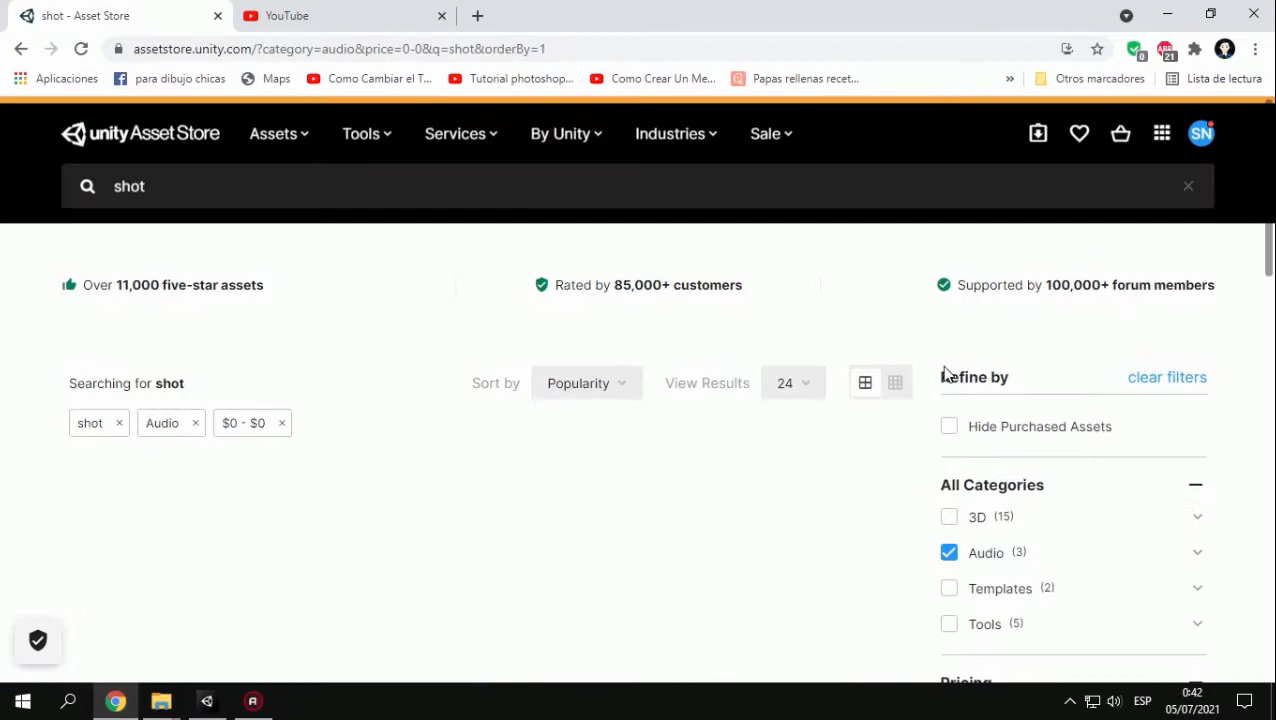 shot - Asset Store
YouTube
assetstore.unity.com/?category=audio&price=0-0&q=shot&orderBy=1
0
21
Aplicaciones
para dibujo chicas
Maps
Como Cambiar el T...
Tutorial photoshop...
Como Crear Un Me...
Papas rellenas recet...
»
Otros marcadores
Lista de lectura
unity Asset Store
Assets
Tools
Services
By Unity
Industries
Sale
SN
shot
Over 11,000 five-star assets
Rated by 85,000+ customers
Supported by 100,000+ forum members
Searching for shot
Sort by
Popularity
View Results
24
Refine by
clear filters
shot ×
Audio ×
$0 - $0 ×
Hide Purchased Assets
All Categories
3D (15)
Audio (3)
Templates (2)
Tools (5)
Pricing
ESP
0:42
05/07/2021